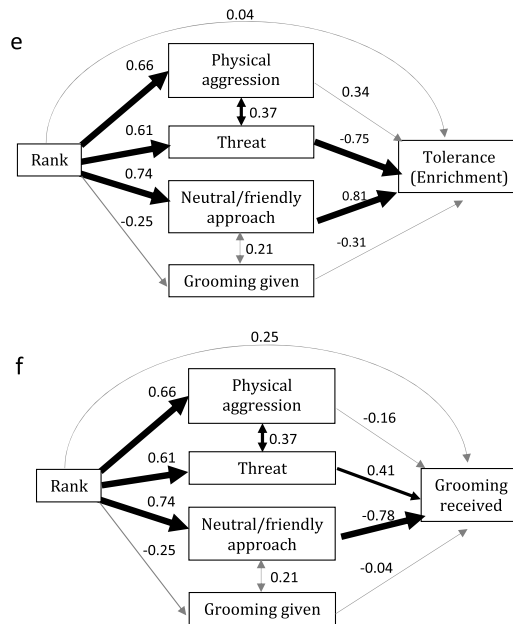 e
0.04
0.66
Physical
aggression
0.34
0.37
0.61
Threat
-0.75
Rank
Tolerance
(Enrichment)
0.74
Neutral/friendly
approach
0.81
-0.25
0.21
-0.31
Grooming given
f
0.25
0.66
Physical
aggression
-0.16
0.37
0.61
Threat
0.41
Rank
Grooming
received
0.74
Neutral/friendly
approach
-0.78
-0.25
0.21
-0.04
Grooming given